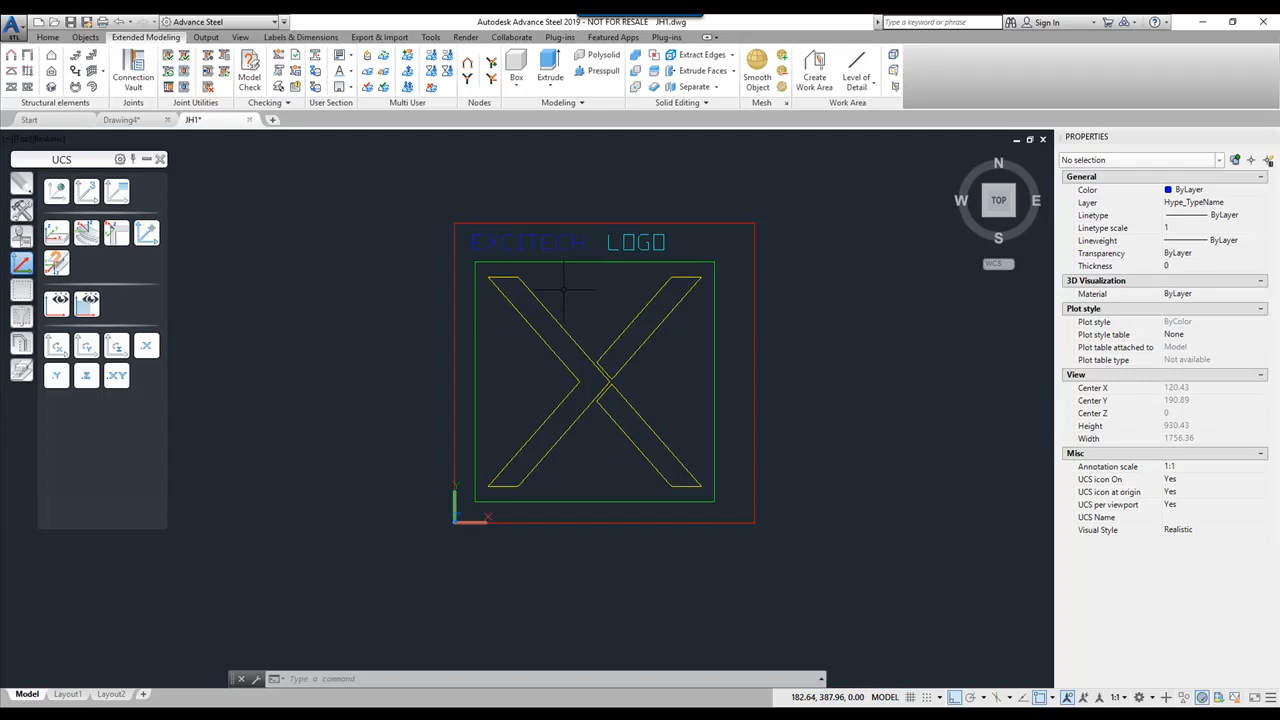 Advance Steel
Autodesk Advance Steel 2019 - NOT FOR RESALE JH1.dwg
Type a keyword or phrase
Sign In
Home Objects Extended Modeling Output View Labels & Dimensions Export & Import Tools Render Collaborate Plug-ins Featured Apps Plug-ins
Connection Vault
Model Check
Box
Extrude
Polysolid
Presspull
Extract Edges
Extrude Faces
Separate
Smooth Object
Create Work Area
Level of Detail
Structural elements Joints Joint Utilities Checking User Section Multi User Nodes Modeling Solid Editing Mesh Work Area
Start Drawing4* JH1*
UCS
EXCITECH LOGO
N
W TOP E
S
WCS
Y
X
PROPERTIES
No selection
General
Color ByLayer
Layer Hype_TypeName
Linetype ByLayer
Linetype scale 1
Lineweight ByLayer
Transparency ByLayer
Thickness 0
3D Visualization
Material ByLayer
Plot style
Plot style ByColor
Plot style table None
Plot table attached to Model
Plot table type Not available
View
Center X 120.43
Center Y 190.89
Center Z 0
Height 930.43
Width 1756.36
Misc
Annotation scale 1:1
UCS icon On Yes
UCS icon at origin Yes
UCS per viewport Yes
UCS Name
Visual Style Realistic
Type a command
Model Layout1 Layout2
182.64, 387.96, 0.00 MODEL 1:1